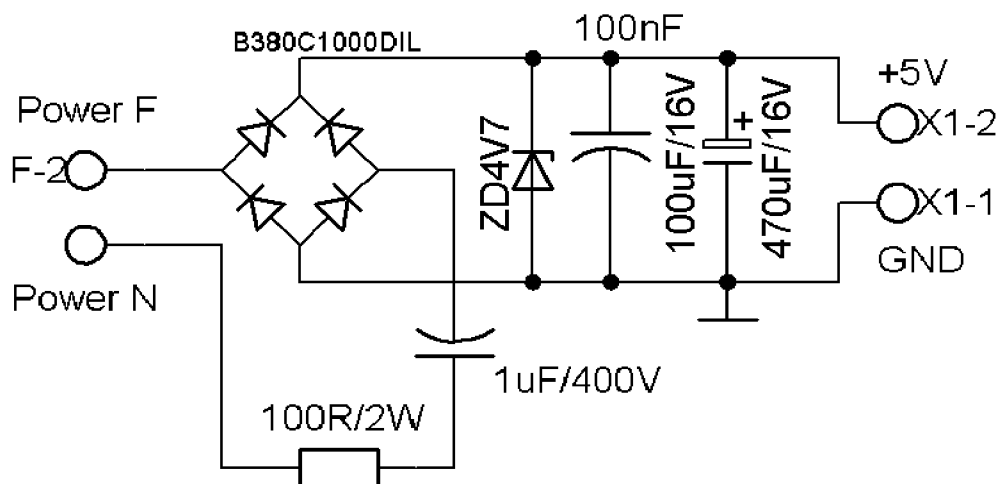 100nF
B380C1000DIL
+5V
Power F
X1-2
F-2
ZD4V7
100uF/16V
+
470uF/16V
X1-1
GND
Power N
1uF/400V
100R/2W